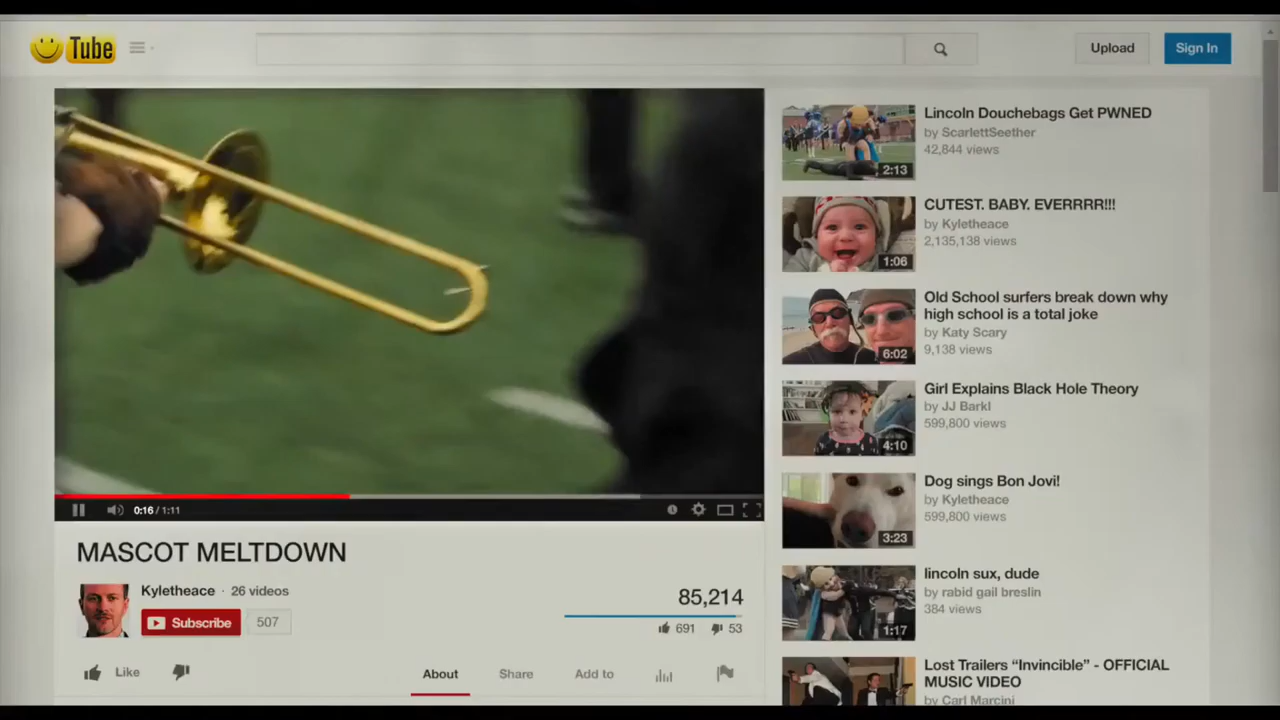 Tube
Upload
Sign In
Lincoln Douchebags Get PWNED
by ScarlettSeether
42,844 views
2:13
CUTEST. BABY. EVERRRR!!!
by Kyletheace
2,135,138 views
1:06
Old School surfers break down why
high school is a total joke
by Katy Scary
9,138 views
6:02
Girl Explains Black Hole Theory
by JJ Barkl
599,800 views
4:10
Dog sings Bon Jovi!
by Kyletheace
599,800 views
3:23
lincoln sux, dude
by rabid gail breslin
384 views
1:17
Lost Trailers “Invincible” - OFFICIAL
MUSIC VIDEO
by Carl Marcini
0:16 / 1:11
MASCOT MELTDOWN
Kyletheace · 26 videos
Subscribe 507
85,214
691 53
Like
About Share Add to